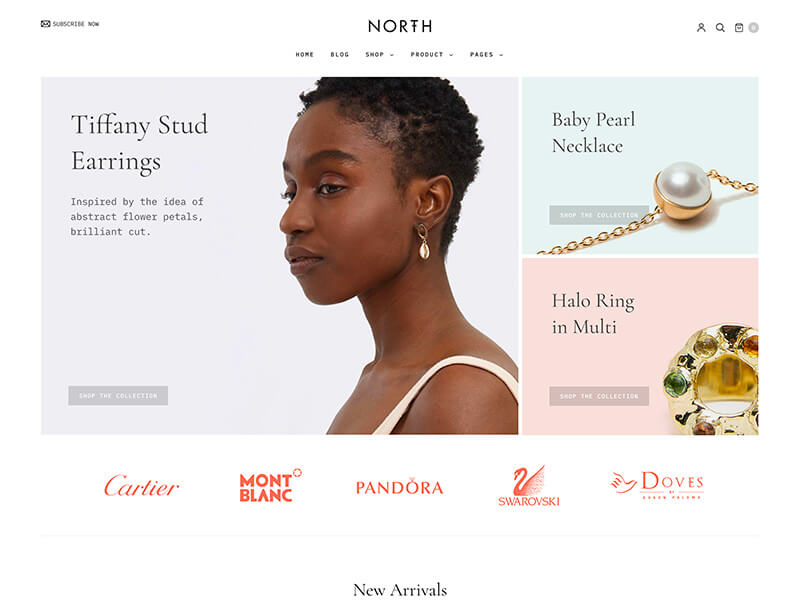 SUBSCRIBE NOW
NORTH
0
HOME BLOG SHOP PRODUCT PAGES
Tiffany Stud
Earrings
Inspired by the idea of
abstract flower petals,
brilliant cut.
SHOP THE COLLECTION
Baby Pearl
Necklace
SHOP THE COLLECTION
Halo Ring
in Multi
SHOP THE COLLECTION
Cartier
MONT
BLANC
PANDORA
SWAROVSKI
DOVES
BY
DORON PALOMA
New Arrivals